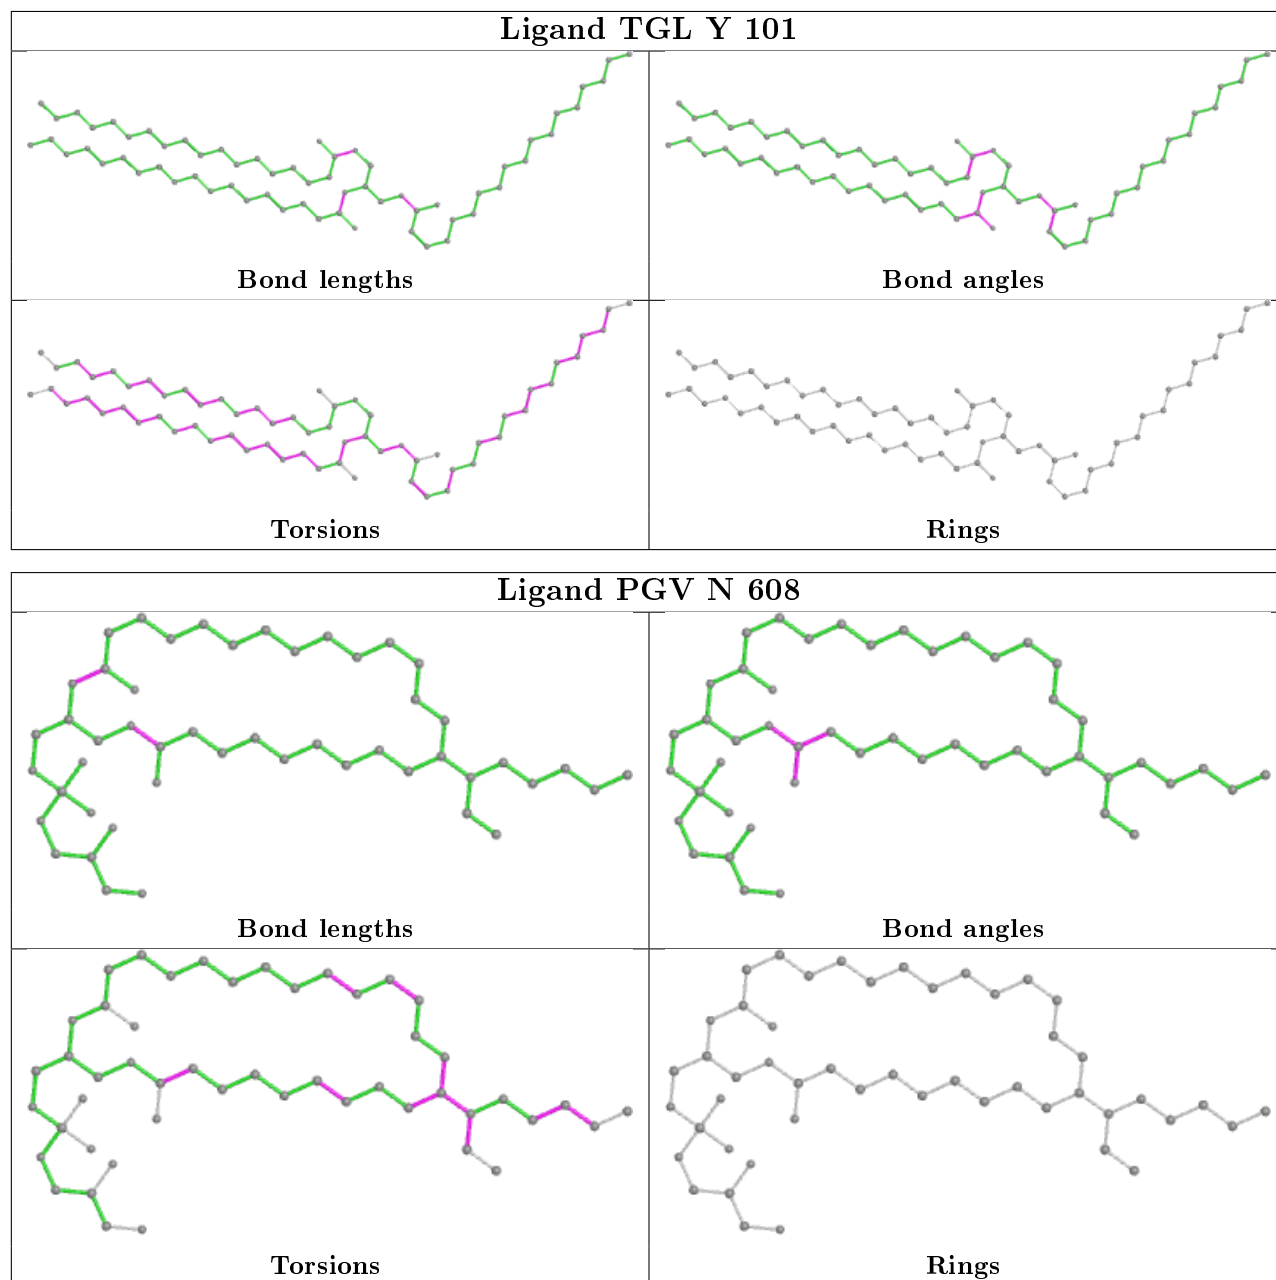 Ligand TGL Y 101
Bond lengths
Bond angles
Torsions
Rings
Ligand PGV N 608
Bond lengths
Bond angles
Torsions
Rings